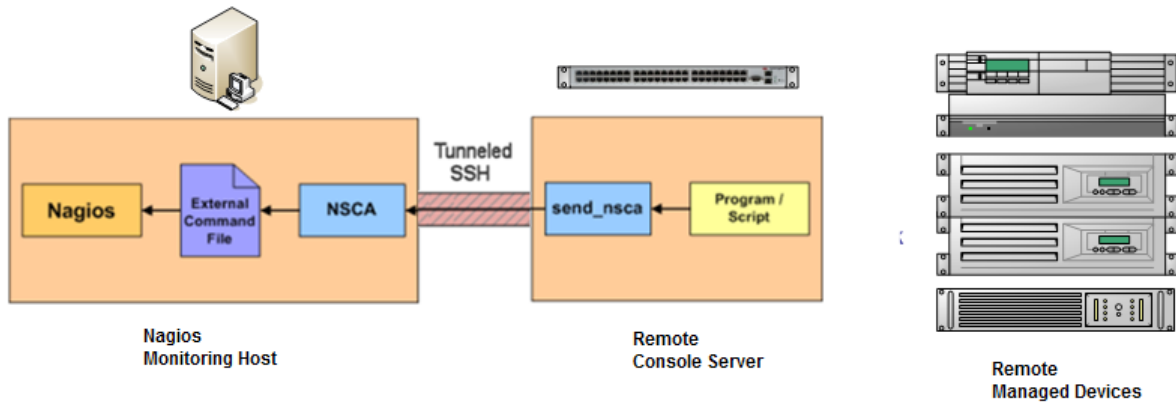 Tunneled
SSH
Nagios
External
Command
File
NSCA
send_nsca
Program /
Script
Nagios
Monitoring Host
Remote
Console Server
Remote
Managed Devices